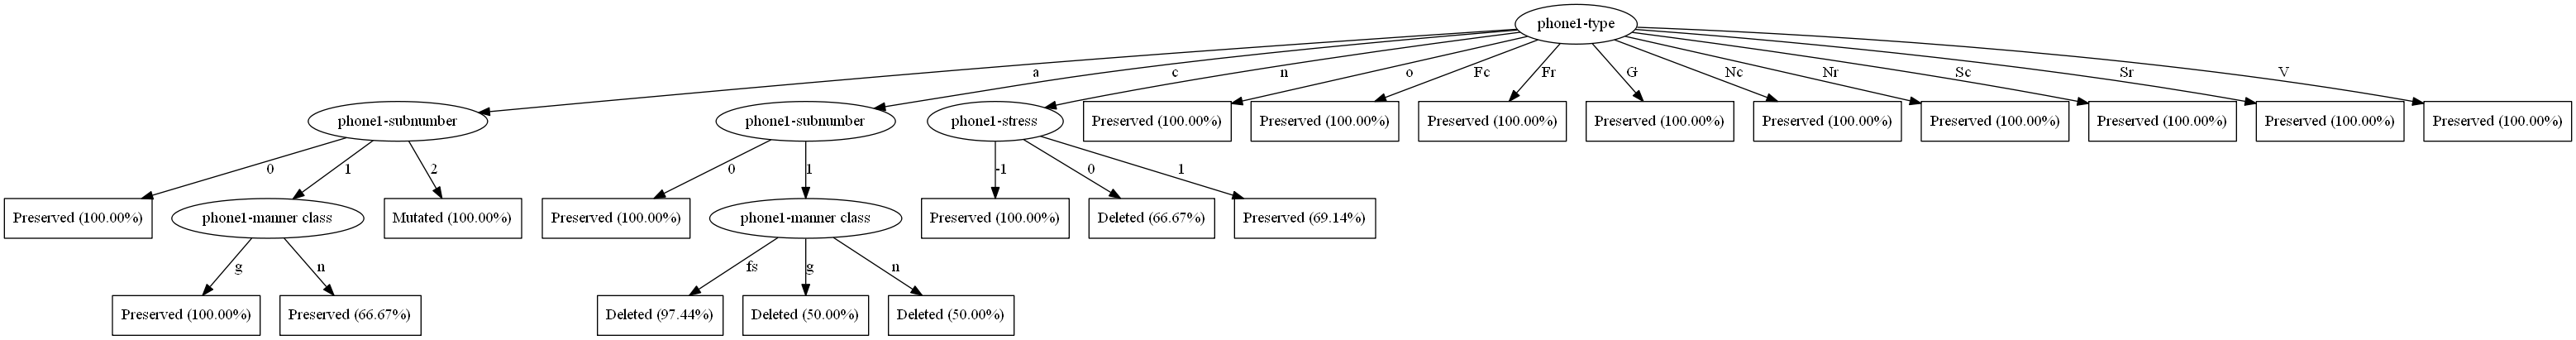 phone1-type
a
c
n
o
Fc
Fr
G
Nc
Nr
Sc
Sr
V
phone1-subnumber
phone1-subnumber
phone1-stress
Preserved (100.00%)
Preserved (100.00%)
Preserved (100.00%)
Preserved (100.00%)
Preserved (100.00%)
Preserved (100.00%)
Preserved (100.00%)
Preserved (100.00%)
Preserved (100.00%)
0
1
2
0
1
-1
0
1
Preserved (100.00%)
phone1-manner class
Mutated (100.00%)
Preserved (100.00%)
phone1-manner class
Preserved (100.00%)
Deleted (66.67%)
Preserved (69.14%)
g
n
fs
g
n
Preserved (100.00%)
Preserved (66.67%)
Deleted (97.44%)
Deleted (50.00%)
Deleted (50.00%)